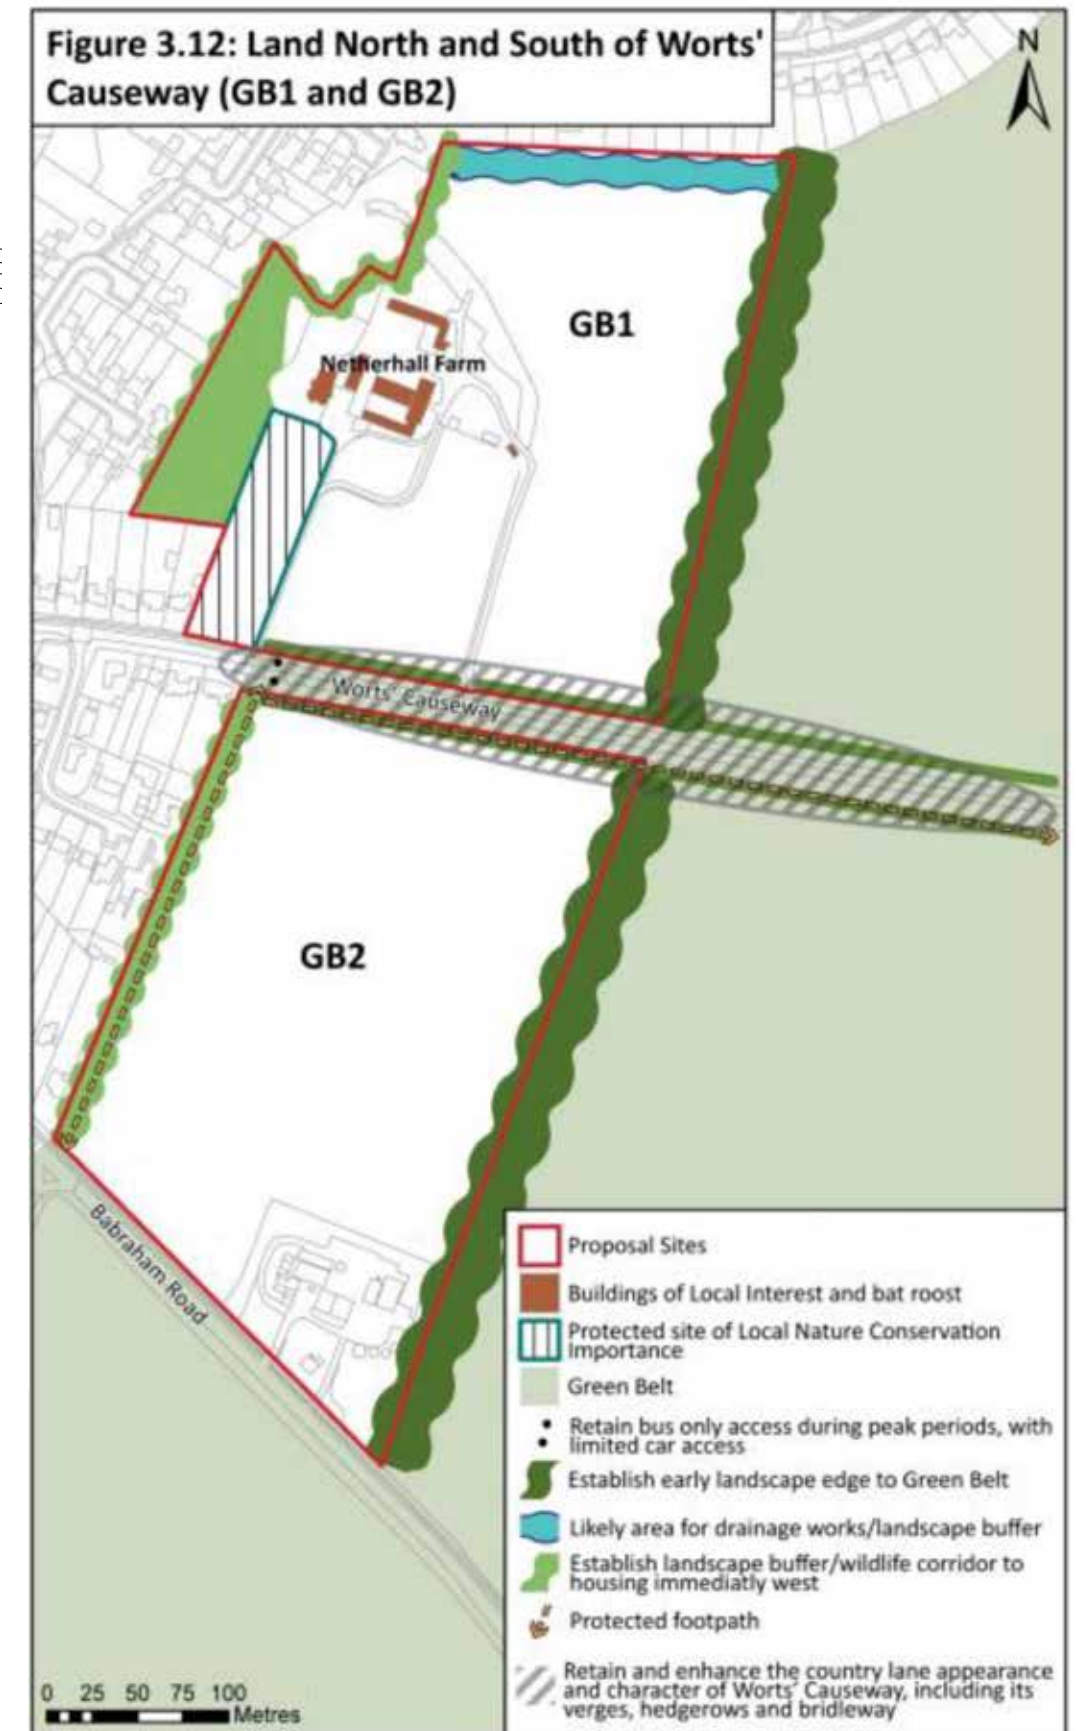 Figure 3.12: Land North and South of Worts'
Causeway (GB1 and GB2)
N
GB1
Netherhall Farm
Worts' Causeway
GB2
Babraham Road
Proposal Sites
Buildings of Local Interest and bat roost
Protected site of Local Nature Conservation
Importance
Green Belt
Retain bus only access during peak periods, with
limited car access
Establish early landscape edge to Green Belt
Likely area for drainage works/landscape buffer
Establish landscape buffer/wildlife corridor to
housing immediatly west
Protected footpath
Retain and enhance the country lane appearance
and character of Worts' Causeway, including its
verges, hedgerows and bridleway
0 25 50 75 100
Metres